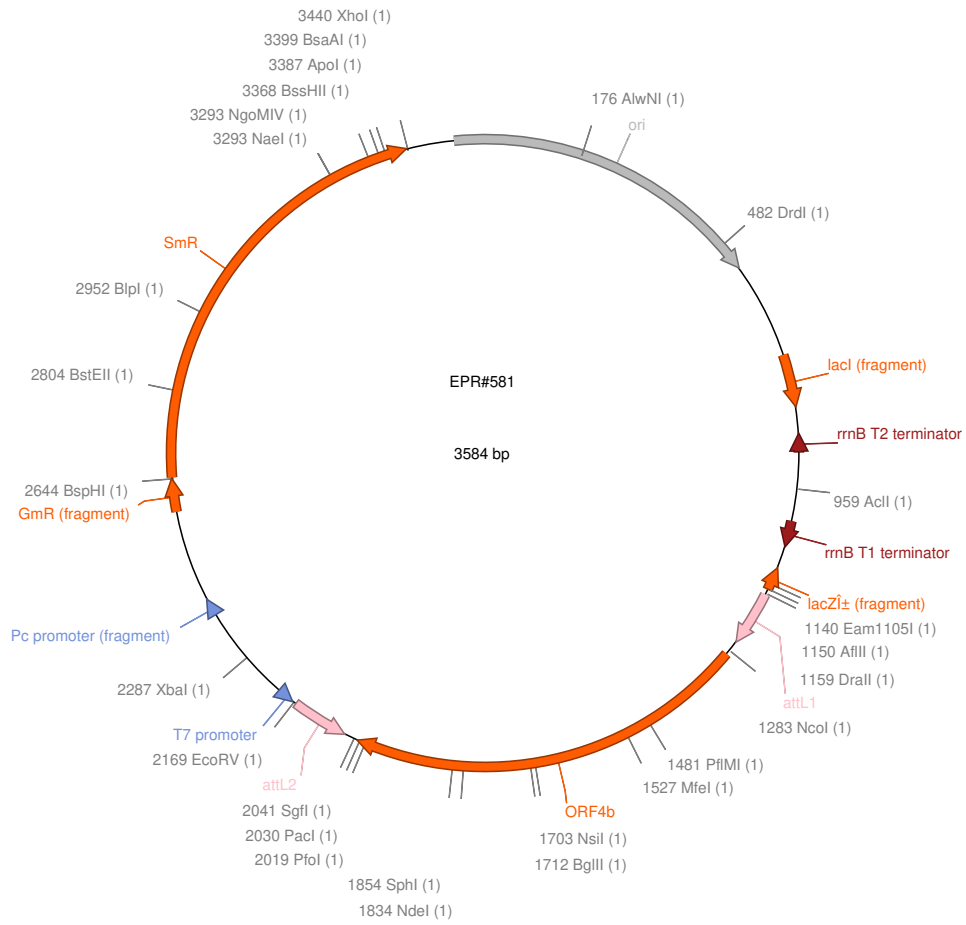 3440 XhoI (1)
3399 BsaAI (1)
3387 ApoI (1)
3368 BssHII (1)
3293 NgoMIV (1)
3293 NaeI (1)
176 AlwNI (1)
ori
482 DrdI (1)
SmR
2952 BlpI (1)
2804 BstEII (1)
EPR#581
3584 bp
lacI (fragment)
rrnB T2 terminator
2644 BspHI (1)
GmR (fragment)
959 AclI (1)
rrnB T1 terminator
lacZÎ± (fragment)
Pc promoter (fragment)
1140 Eam1105I (1)
1150 AflII (1)
1159 DraII (1)
2287 XbaI (1)
attL1
1283 NcoI (1)
T7 promoter
2169 EcoRV (1)
1481 PflMI (1)
attL2
1527 MfeI (1)
2041 SgfI (1)
ORF4b
2030 PacI (1)
1703 NsiI (1)
2019 PfoI (1)
1712 BglII (1)
1854 SphI (1)
1834 NdeI (1)